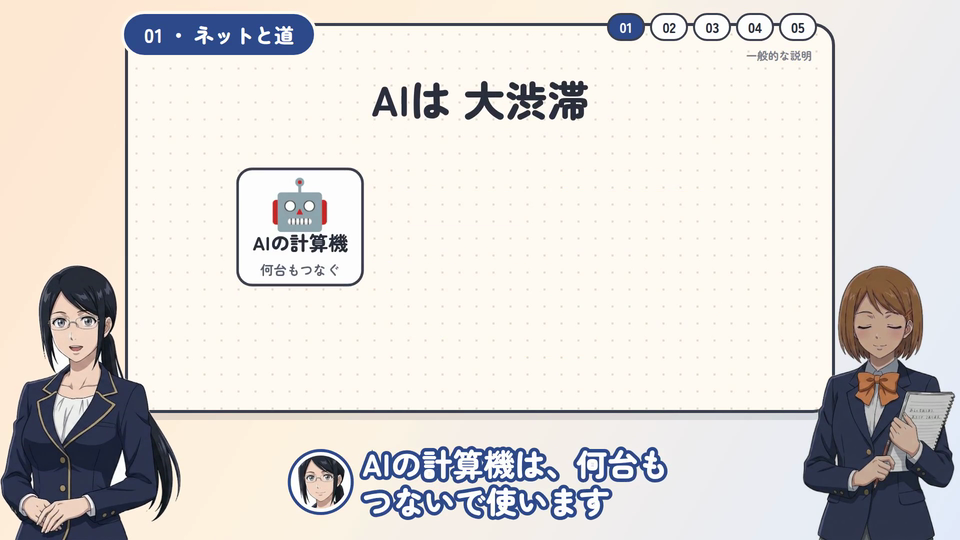 01 ・ ネットと道
01 02 03 04 05
一般的な説明
AIは 大渋滞
AIの計算機
何台もつなぐ
AIの計算機は、何台も
つないで使います